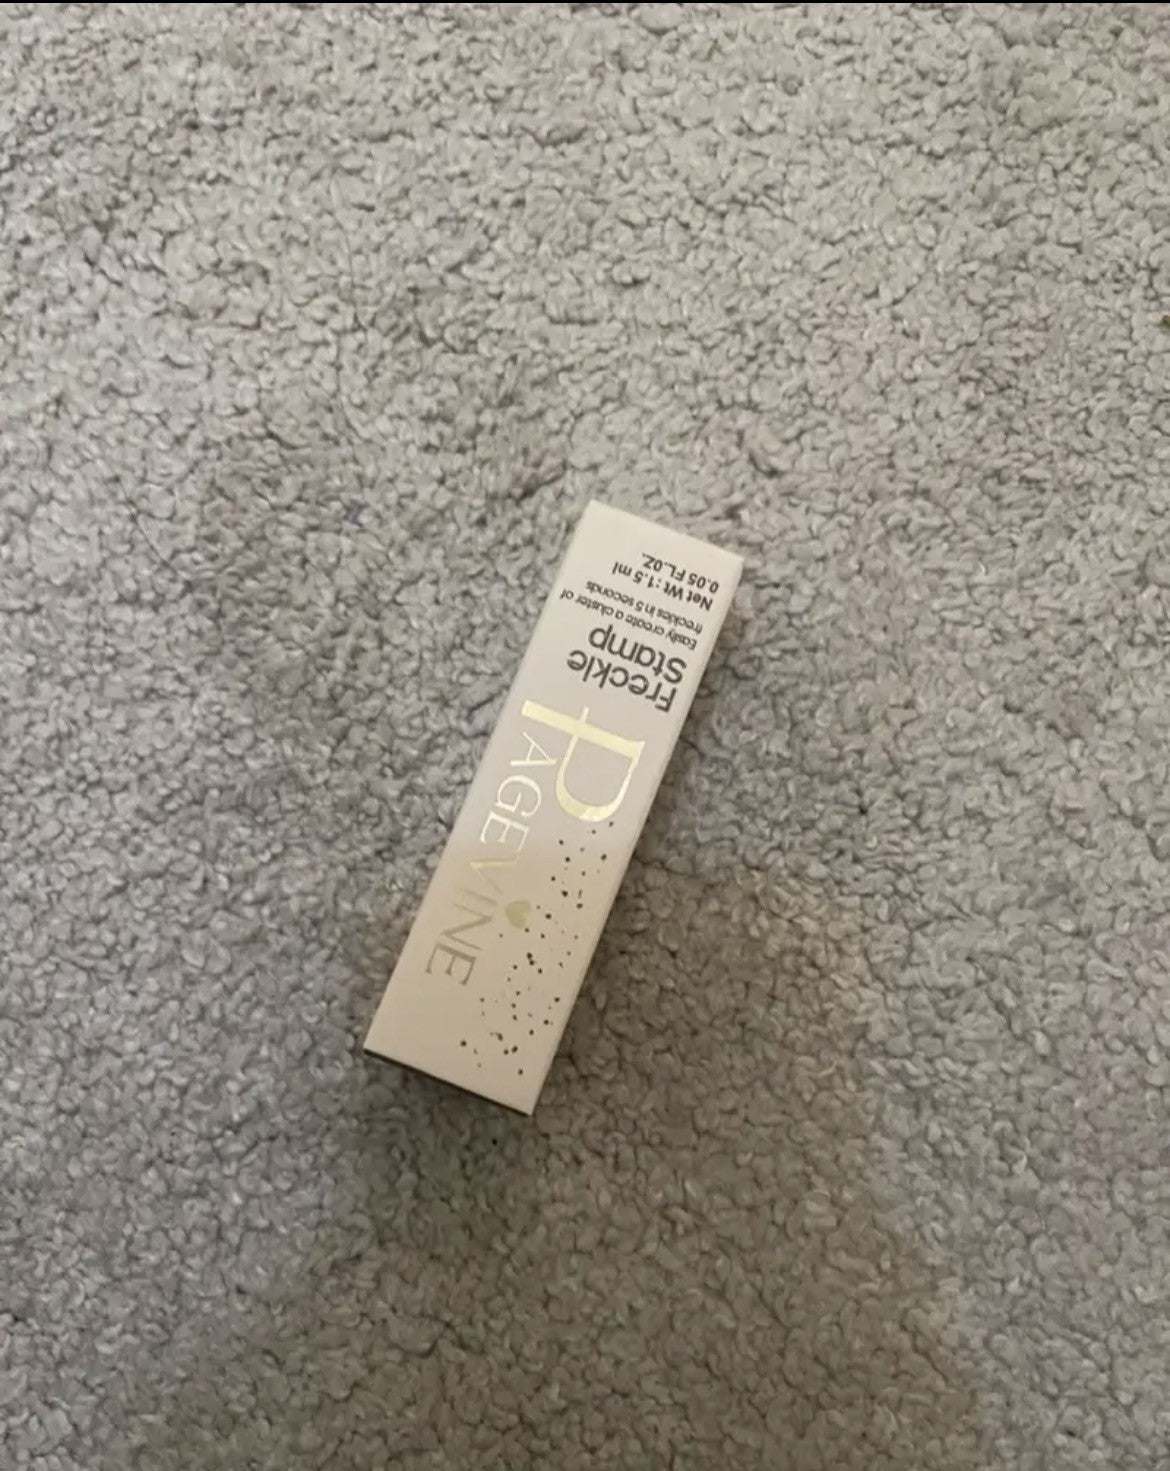 PAGEVINE
Freckle
Stamp
Easily create a cluster of
freckles in 5 seconds
Net Wt : 1.5 ml
0.05 FL.OZ.